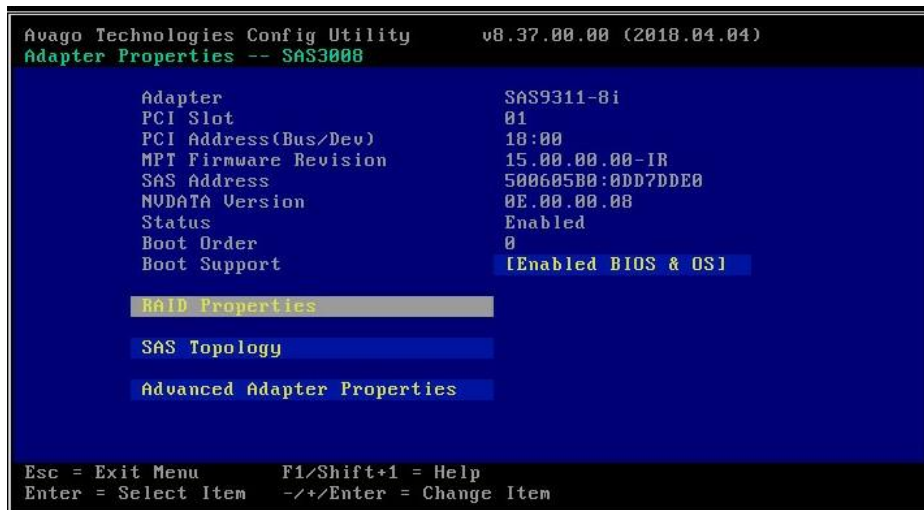 Avago Technologies Config Utility v8.37.00.00 (2018.04.04)
Adapter Properties -- SAS3008
Adapter SAS9311-8i
PCI Slot 01
PCI Address(Bus/Dev) 18:00
MPT Firmware Revision 15.00.00.00-IR
SAS Address 500605B0:0DD7DDE0
NVDATA Version 0E.00.00.08
Status Enabled
Boot Order 0
Boot Support [Enabled BIOS & OS]
RAID Properties
SAS Topology
Advanced Adapter Properties
Esc = Exit Menu F1/Shift+1 = Help
Enter = Select Item -/+/Enter = Change Item